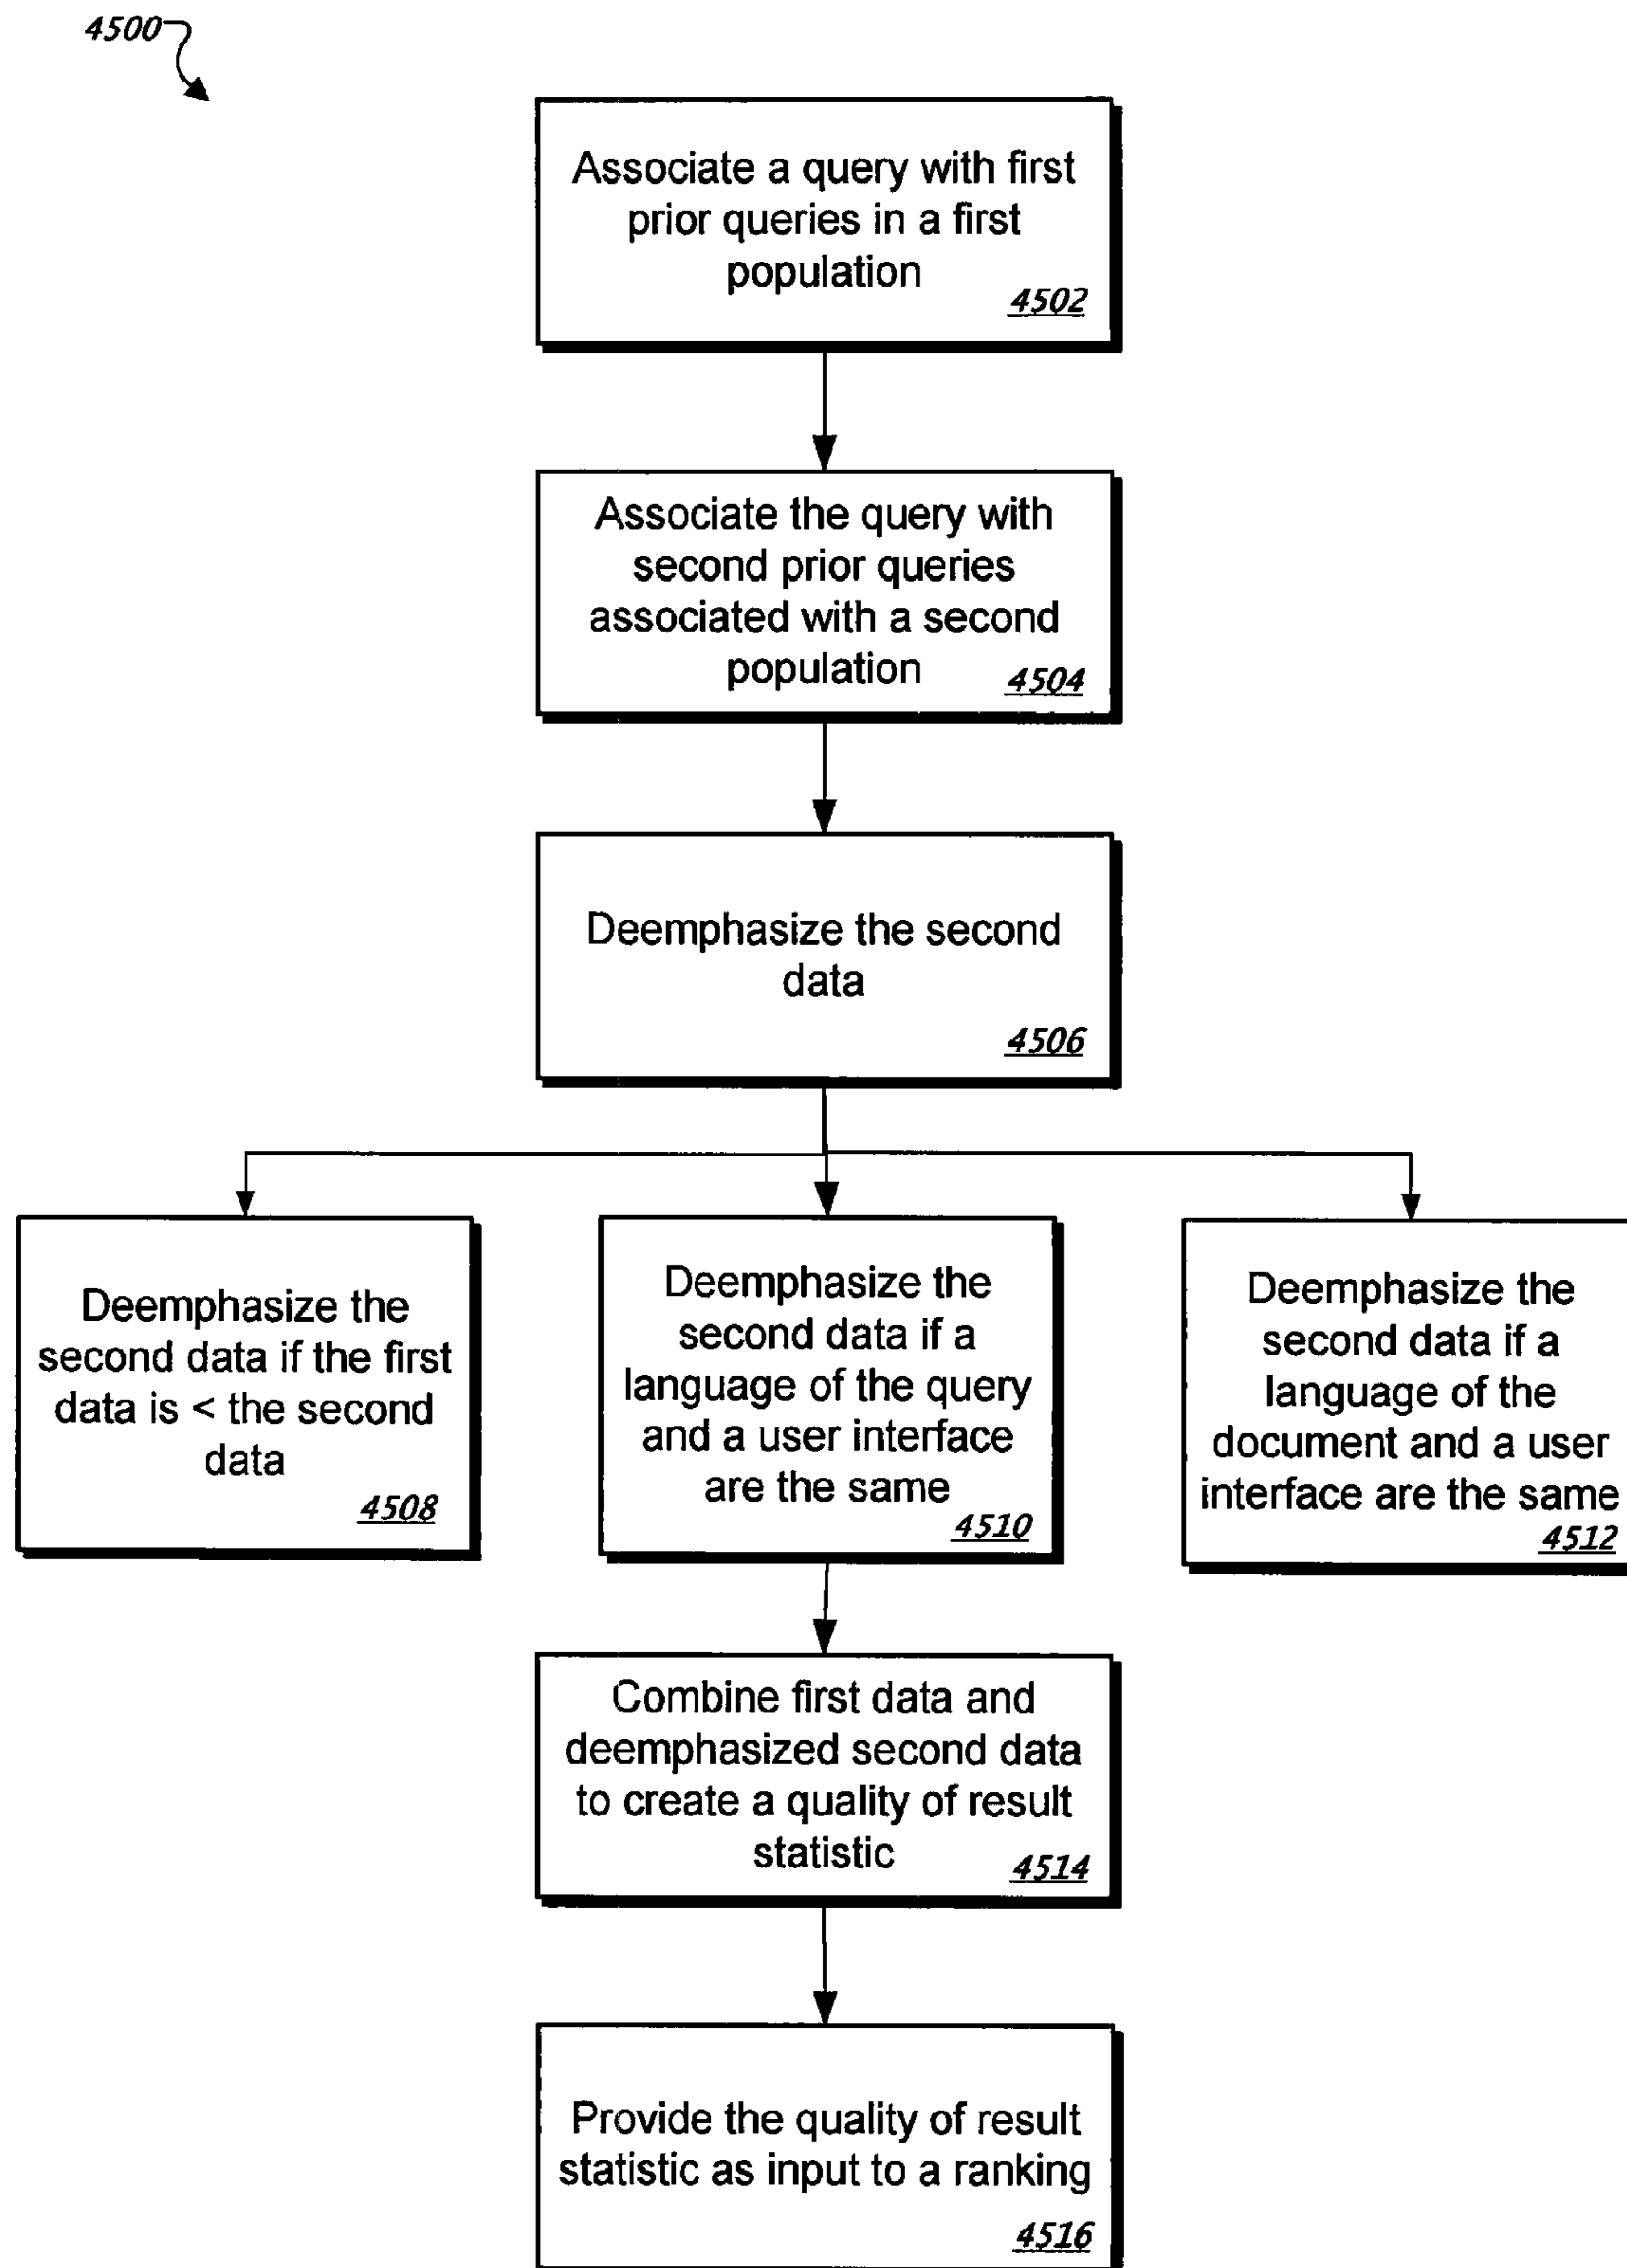 4500
Associate a query with first
prior queries in a first
population
4502
Associate the query with
second prior queries
associated with a second
population
4504
Deemphasize the second
data
4506
Deemphasize the
second data if the first
data is < the second
data
4508
Deemphasize the
second data if a
language of the query
and a user interface
are the same
4510
Deemphasize the
second data if a
language of the
document and a user
interface are the same
4512
Combine first data and
deemphasized second data
to create a quality of result
statistic
4514
Provide the quality of result
statistic as input to a ranking
4516